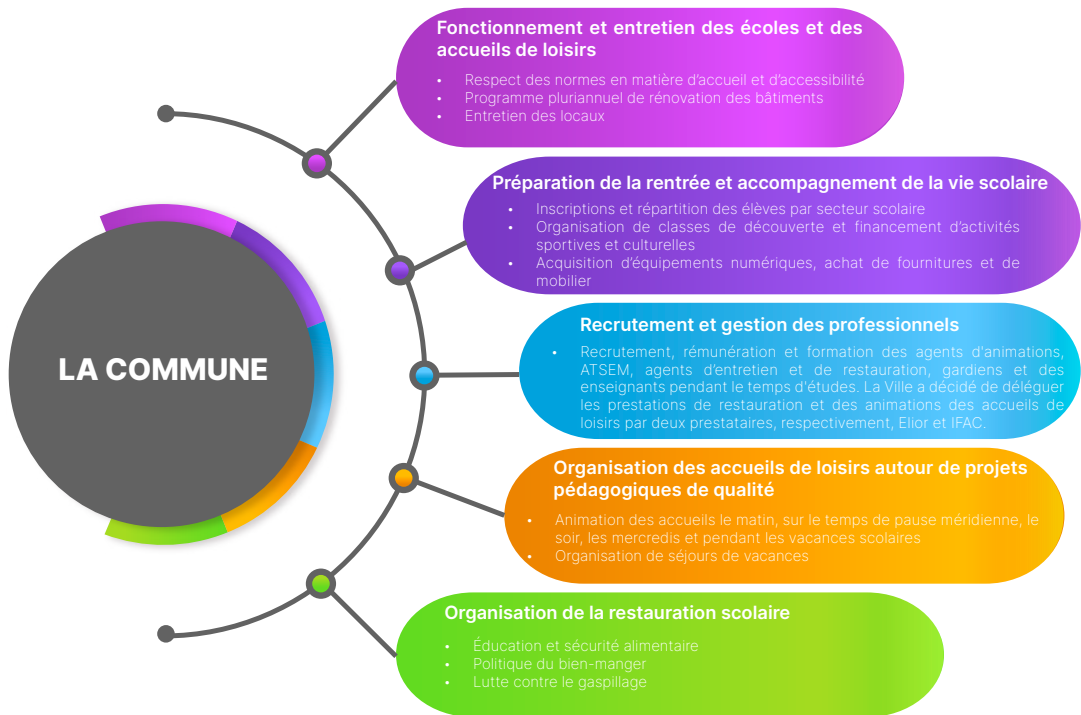 LA COMMUNE
Fonctionnement et entretien des écoles et des
accueils de loisirs
• Respect des normes en matière d'accueil et d'accessibilité
• Programme pluriannuel de rénovation des bâtiments
• Entretien des locaux
Préparation de la rentrée et accompagnement de la vie scolaire
• Inscriptions et répartition des élèves par secteur scolaire
• Organisation de classes de découverte et financement d'activités
sportives et culturelles
• Acquisition d'équipements numériques, achat de fournitures et de
mobilier
Recrutement et gestion des professionnels
• Recrutement, rémunération et formation des agents d'animations,
ATSEM, agents d'entretien et de restauration, gardiens et des
enseignants pendant le temps d'études. La Ville a décidé de déléguer
les prestations de restauration et des animations des accueils de
loisirs par deux prestataires, respectivement, Elior et IFAC.
Organisation des accueils de loisirs autour de projets
pédagogiques de qualité
• Animation des accueils le matin, sur le temps de pause méridienne, le
soir, les mercredis et pendant les vacances scolaires
• Organisation de séjours de vacances
Organisation de la restauration scolaire
• Éducation et sécurité alimentaire
• Politique du bien-manger
• Lutte contre le gaspillage